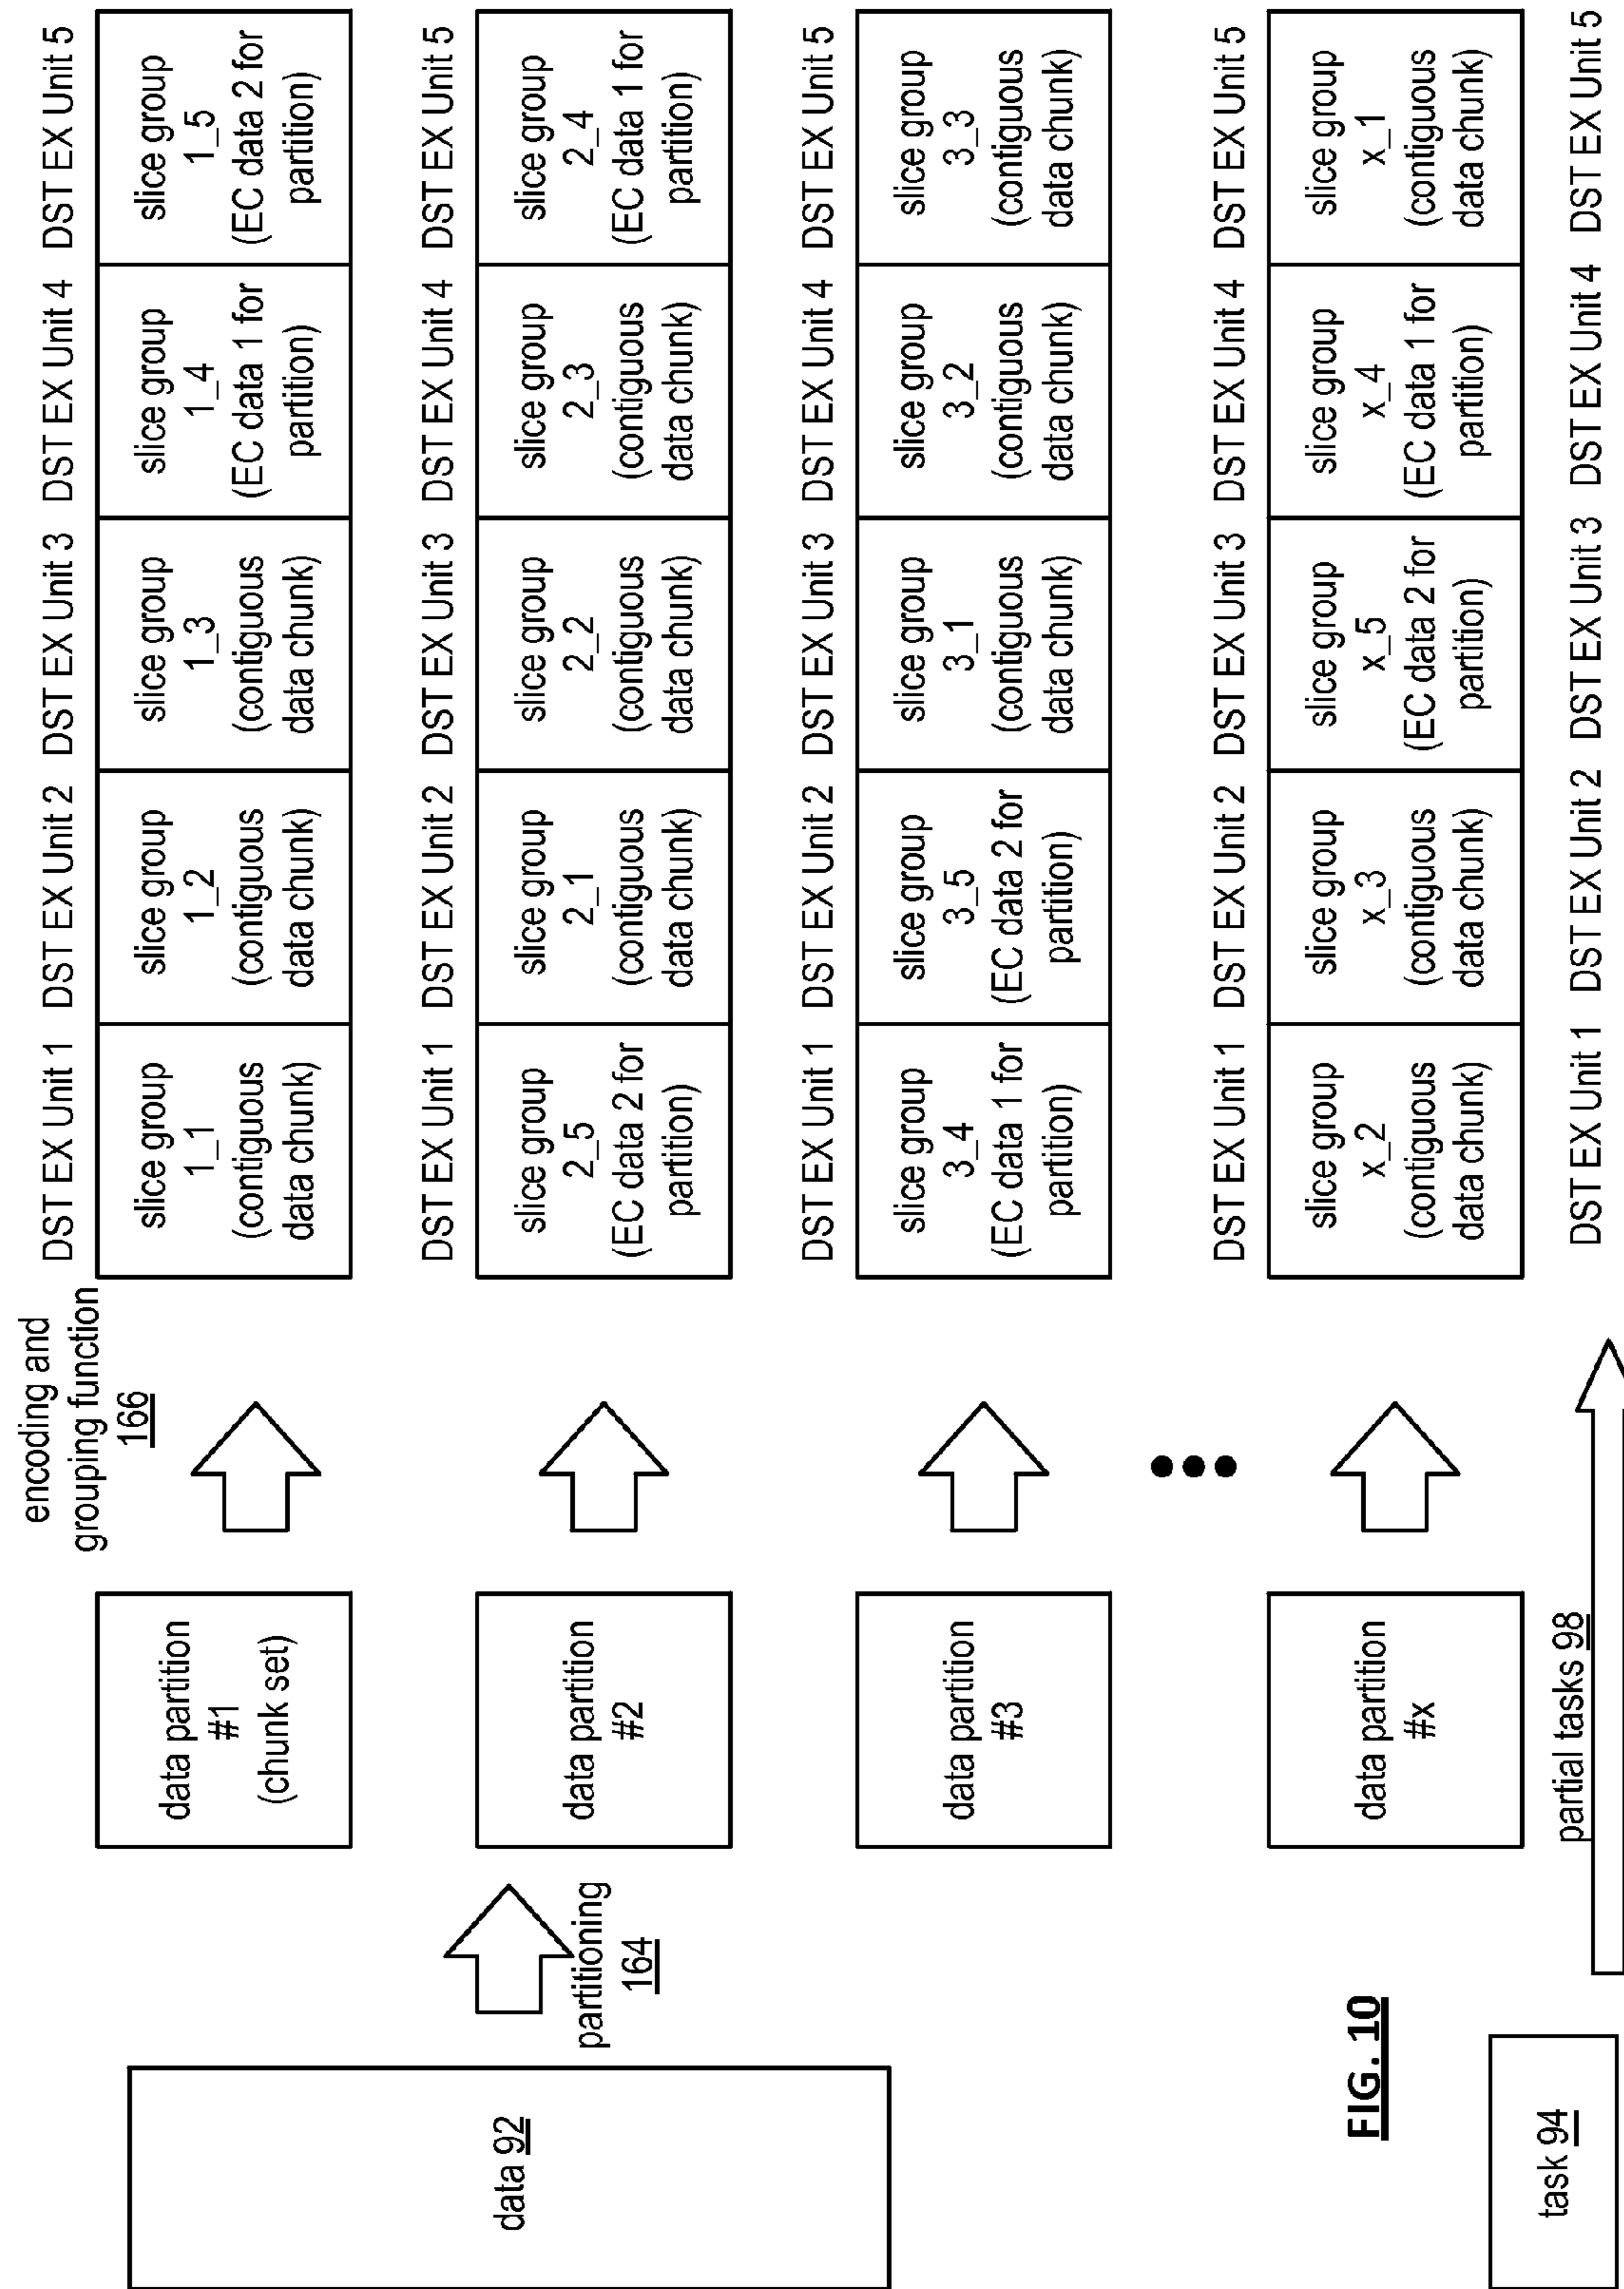 encoding and
grouping function
166
DST EX Unit 1 DST EX Unit 2 DST EX Unit 3 DST EX Unit 4 DST EX Unit 5
data partition
#1
(chunk set)
slice group
1_1
(contiguous
data chunk)
slice group
1_2
(contiguous
data chunk)
slice group
1_3
(contiguous
data chunk)
slice group
1_4
(EC data 1 for
partition)
slice group
1_5
(EC data 2 for
partition)
data 92
partitioning
164
DST EX Unit 1 DST EX Unit 2 DST EX Unit 3 DST EX Unit 4 DST EX Unit 5
data partition
#2
slice group
2_5
(EC data 2 for
partition)
slice group
2_1
(contiguous
data chunk)
slice group
2_2
(contiguous
data chunk)
slice group
2_3
(contiguous
data chunk)
slice group
2_4
(EC data 1 for
partition)
DST EX Unit 1 DST EX Unit 2 DST EX Unit 3 DST EX Unit 4 DST EX Unit 5
data partition
#3
slice group
3_4
(EC data 1 for
partition)
slice group
3_5
(EC data 2 for
partition)
slice group
3_1
(contiguous
data chunk)
slice group
3_2
(contiguous
data chunk)
slice group
3_3
(contiguous
data chunk)
DST EX Unit 1 DST EX Unit 2 DST EX Unit 3 DST EX Unit 4 DST EX Unit 5
data partition
#x
slice group
x_2
(contiguous
data chunk)
slice group
x_3
(contiguous
data chunk)
slice group
x_5
(EC data 2 for
partition)
slice group
x_4
(EC data 1 for
partition)
slice group
x_1
(contiguous
data chunk)
FIG. 10
task 94
partial tasks 98
DST EX Unit 1 DST EX Unit 2 DST EX Unit 3 DST EX Unit 4 DST EX Unit 5